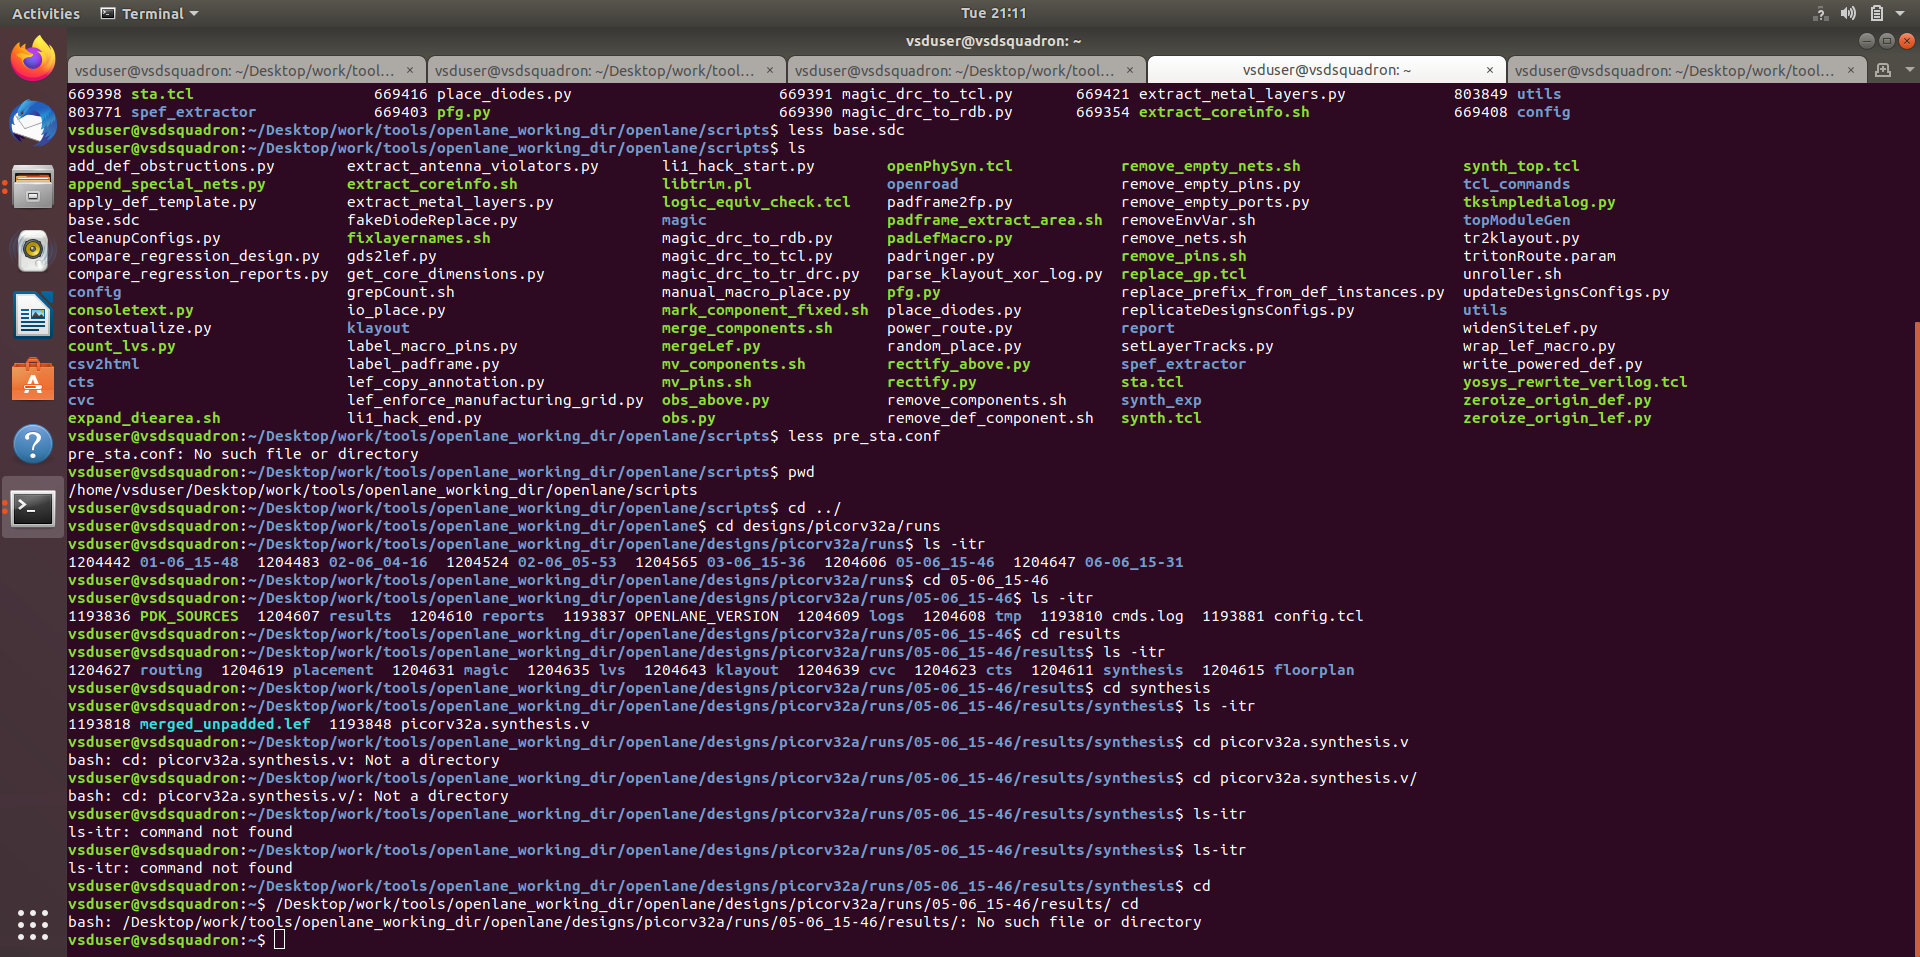 Activities Terminal Tue 21:11
vsduser@vsdsquadron: ~
vsduser@vsdsquadron: ~/Desktop/work/tool... × vsduser@vsdsquadron: ~/Desktop/work/tool... × vsduser@vsdsquadron: ~/Desktop/work/tool... × vsduser@vsdsquadron: ~ × vsduser@vsdsquadron: ~/Desktop/work/tool... ×
669398 sta.tcl 669416 place_diodes.py 669391 magic_drc_to_tcl.py 669421 extract_metal_layers.py 803849 utils
803771 spef_extractor 669403 pfg.py 669390 magic_drc_to_rdb.py 669354 extract_coreinfo.sh 669408 config
vsduser@vsdsquadron:~/Desktop/work/tools/openlane_working_dir/openlane/scripts$ less base.sdc
vsduser@vsdsquadron:~/Desktop/work/tools/openlane_working_dir/openlane/scripts$ ls
add_def_obstructions.py extract_antenna_violators.py li1_hack_start.py openPhySyn.tcl remove_empty_nets.sh synth_top.tcl
append_special_nets.py extract_coreinfo.sh libtrim.pl openroad remove_empty_pins.py tcl_commands
apply_def_template.py extract_metal_layers.py logic_equiv_check.tcl padframe2fp.py remove_empty_ports.py tksimpledialog.py
base.sdc fakeDiodeReplace.py magic padframe_extract_area.sh removeEnvVar.sh topModuleGen
cleanupConfigs.py fixlayernames.sh magic_drc_to_rdb.py padLefMacro.py remove_nets.sh tr2klayout.py
compare_regression_design.py gds2lef.py magic_drc_to_tcl.py padringer.py remove_pins.sh tritonRoute.param
compare_regression_reports.py get_core_dimensions.py magic_drc_to_tr_drc.py parse_klayout_xor_log.py replace_gp.tcl unroller.sh
config grepCount.sh manual_macro_place.py pfg.py replace_prefix_from_def_instances.py updateDesignsConfigs.py
consoletext.py io_place.py mark_component_fixed.sh place_diodes.py replicateDesignsConfigs.py utils
contextualize.py klayout merge_components.sh power_route.py report widenSiteLef.py
count_lvs.py label_macro_pins.py mergeLef.py random_place.py setLayerTracks.py wrap_lef_macro.py
csv2html label_padframe.py mv_components.sh rectify_above.py spef_extractor write_powered_def.py
cts lef_copy_annotation.py mv_pins.sh rectify.py sta.tcl yosys_rewrite_verilog.tcl
cvc lef_enforce_manufacturing_grid.py obs_above.py remove_components.sh synth_exp zeroize_origin_def.py
expand_diearea.sh li1_hack_end.py obs.py remove_def_component.sh synth.tcl zeroize_origin_lef.py
vsduser@vsdsquadron:~/Desktop/work/tools/openlane_working_dir/openlane/scripts$ less pre_sta.conf
pre_sta.conf: No such file or directory
vsduser@vsdsquadron:~/Desktop/work/tools/openlane_working_dir/openlane/scripts$ pwd
/home/vsduser/Desktop/work/tools/openlane_working_dir/openlane/scripts
vsduser@vsdsquadron:~/Desktop/work/tools/openlane_working_dir/openlane/scripts$ cd ../
vsduser@vsdsquadron:~/Desktop/work/tools/openlane_working_dir/openlane$ cd designs/picorv32a/runs
vsduser@vsdsquadron:~/Desktop/work/tools/openlane_working_dir/openlane/designs/picorv32a/runs$ ls -itr
1204442 01-06_15-48 1204483 02-06_04-16 1204524 02-06_05-53 1204565 03-06_15-36 1204606 05-06_15-46 1204647 06-06_15-31
vsduser@vsdsquadron:~/Desktop/work/tools/openlane_working_dir/openlane/designs/picorv32a/runs$ cd 05-06_15-46
vsduser@vsdsquadron:~/Desktop/work/tools/openlane_working_dir/openlane/designs/picorv32a/runs/05-06_15-46$ ls -itr
1193836 PDK_SOURCES 1204607 results 1204610 reports 1193837 OPENLANE_VERSION 1204609 logs 1204608 tmp 1193810 cmds.log 1193881 config.tcl
vsduser@vsdsquadron:~/Desktop/work/tools/openlane_working_dir/openlane/designs/picorv32a/runs/05-06_15-46$ cd results
vsduser@vsdsquadron:~/Desktop/work/tools/openlane_working_dir/openlane/designs/picorv32a/runs/05-06_15-46/results$ ls -itr
1204627 routing 1204619 placement 1204631 magic 1204635 lvs 1204643 klayout 1204639 cvc 1204623 cts 1204611 synthesis 1204615 floorplan
vsduser@vsdsquadron:~/Desktop/work/tools/openlane_working_dir/openlane/designs/picorv32a/runs/05-06_15-46/results$ cd synthesis
vsduser@vsdsquadron:~/Desktop/work/tools/openlane_working_dir/openlane/designs/picorv32a/runs/05-06_15-46/results/synthesis$ ls -itr
1193818 merged_unpadded.lef 1193848 picorv32a.synthesis.v
vsduser@vsdsquadron:~/Desktop/work/tools/openlane_working_dir/openlane/designs/picorv32a/runs/05-06_15-46/results/synthesis$ cd picorv32a.synthesis.v
bash: cd: picorv32a.synthesis.v: Not a directory
vsduser@vsdsquadron:~/Desktop/work/tools/openlane_working_dir/openlane/designs/picorv32a/runs/05-06_15-46/results/synthesis$ cd picorv32a.synthesis.v/
bash: cd: picorv32a.synthesis.v/: Not a directory
vsduser@vsdsquadron:~/Desktop/work/tools/openlane_working_dir/openlane/designs/picorv32a/runs/05-06_15-46/results/synthesis$ ls-itr
ls-itr: command not found
vsduser@vsdsquadron:~/Desktop/work/tools/openlane_working_dir/openlane/designs/picorv32a/runs/05-06_15-46/results/synthesis$ ls-itr
ls-itr: command not found
vsduser@vsdsquadron:~/Desktop/work/tools/openlane_working_dir/openlane/designs/picorv32a/runs/05-06_15-46/results/synthesis$ cd
vsduser@vsdsquadron:~$ /Desktop/work/tools/openlane_working_dir/openlane/designs/picorv32a/runs/05-06_15-46/results/ cd
bash: /Desktop/work/tools/openlane_working_dir/openlane/designs/picorv32a/runs/05-06_15-46/results/: No such file or directory
vsduser@vsdsquadron:~$